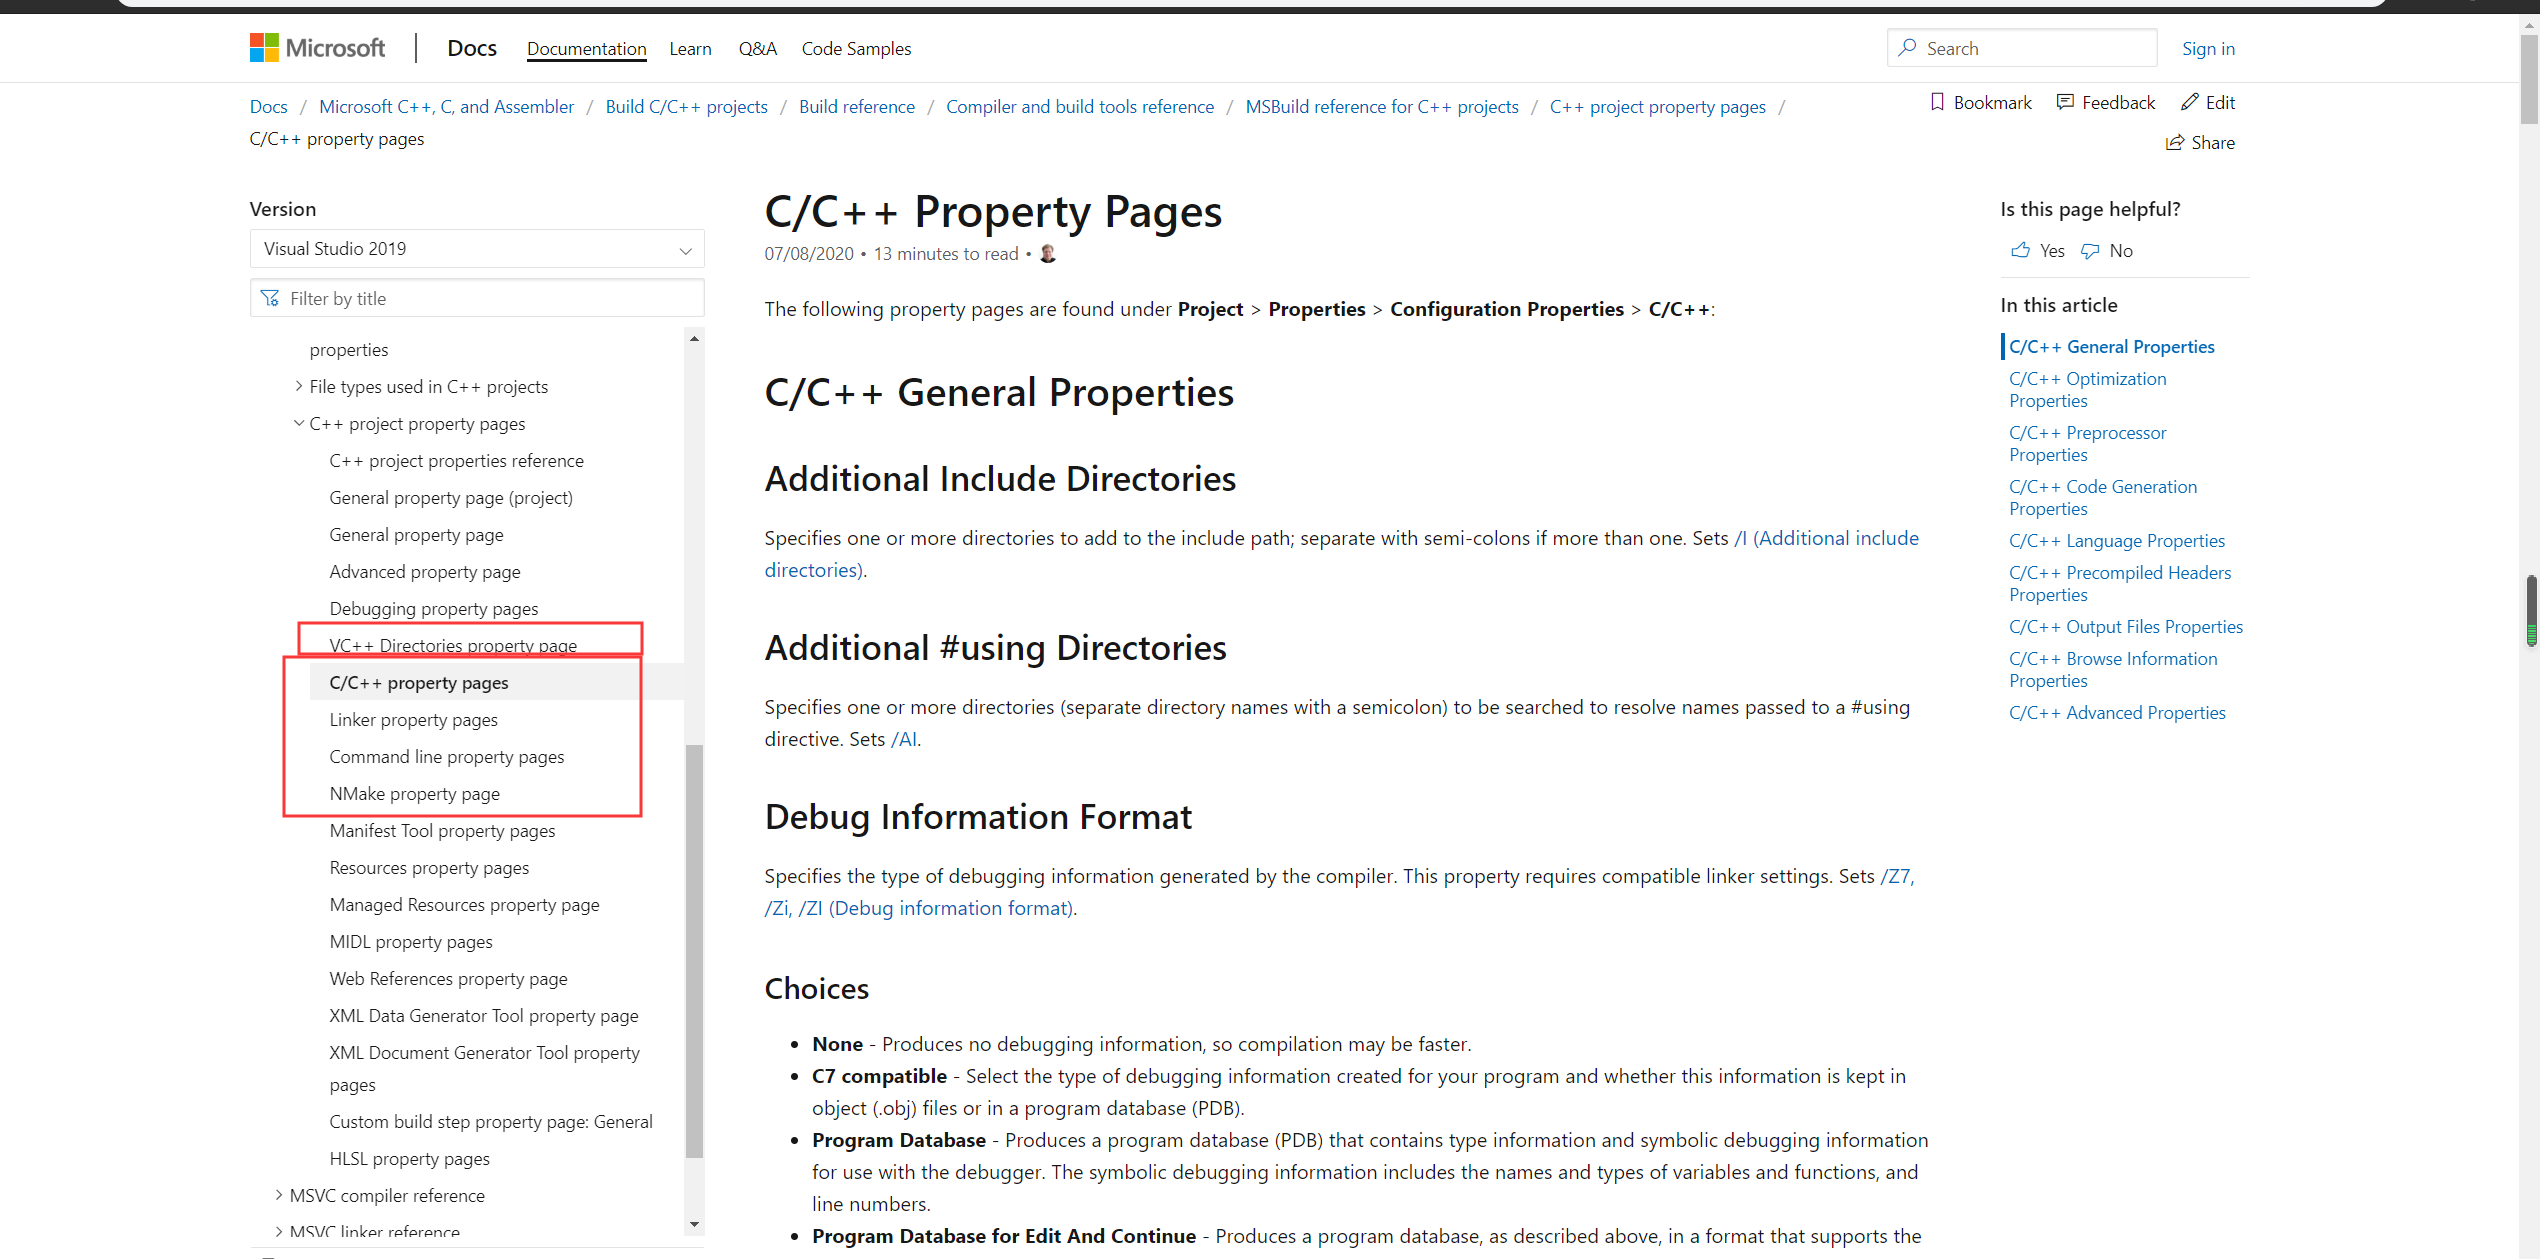 Microsoft
Docs
Documentation
Learn
Q&A
Code Samples
Search
Sign in
Docs / Microsoft C++, C, and Assembler / Build C/C++ projects / Build reference / Compiler and build tools reference / MSBuild reference for C++ projects / C++ project property pages /
C/C++ property pages
Bookmark
Feedback
Edit
Share
Version
Visual Studio 2019
Filter by title
properties
File types used in C++ projects
C++ project property pages
C++ project properties reference
General property page (project)
General property page
Advanced property page
Debugging property pages
VC++ Directories property page
C/C++ property pages
Linker property pages
Command line property pages
NMake property page
Manifest Tool property pages
Resources property pages
Managed Resources property page
MIDL property pages
Web References property page
XML Data Generator Tool property page
XML Document Generator Tool property
pages
Custom build step property page: General
HLSL property pages
MSVC compiler reference
MSVC linker reference
C/C++ Property Pages
07/08/2020 • 13 minutes to read •
The following property pages are found under Project > Properties > Configuration Properties > C/C++:
C/C++ General Properties
Additional Include Directories
Specifies one or more directories to add to the include path; separate with semi-colons if more than one. Sets /I (Additional include
directories).
Additional #using Directories
Specifies one or more directories (separate directory names with a semicolon) to be searched to resolve names passed to a #using
directive. Sets /AI.
Debug Information Format
Specifies the type of debugging information generated by the compiler. This property requires compatible linker settings. Sets /Z7,
/Zi, /ZI (Debug information format).
Choices
• None - Produces no debugging information, so compilation may be faster.
• C7 compatible - Select the type of debugging information created for your program and whether this information is kept in
object (.obj) files or in a program database (PDB).
• Program Database - Produces a program database (PDB) that contains type information and symbolic debugging information
for use with the debugger. The symbolic debugging information includes the names and types of variables and functions, and
line numbers.
• Program Database for Edit And Continue - Produces a program database, as described above, in a format that supports the
Is this page helpful?
Yes
No
In this article
C/C++ General Properties
C/C++ Optimization
Properties
C/C++ Preprocessor
Properties
C/C++ Code Generation
Properties
C/C++ Language Properties
C/C++ Precompiled Headers
Properties
C/C++ Output Files Properties
C/C++ Browse Information
Properties
C/C++ Advanced Properties